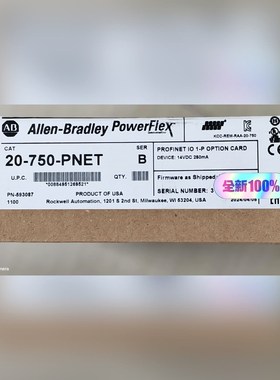 AB Allen-Bradley PowerFlex
CAT
SER
PROFINET IO 1-P OPTION CARD
20-750-PNET
B
DEVICE: 14VDC 250mA
U.P.C.
QTY.
Firmware as Shipped
SERIAL NUMBER: 3
全新100%
PN-593087
PRODUCT OF USA
1100
Rockwell Automation, 1201 S 2nd St, Milwaukee, WI 53204, USA